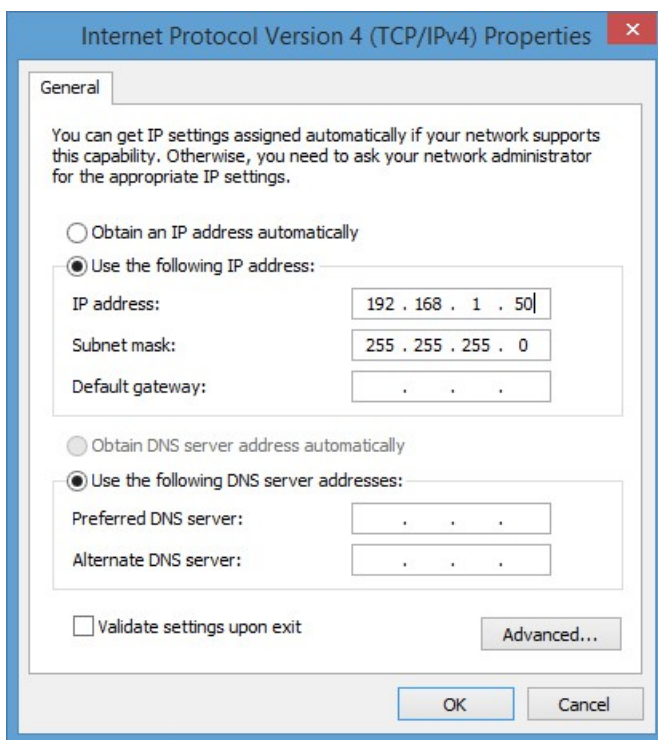 Internet Protocol Version 4 (TCP/IPv4) Properties
General
You can get IP settings assigned automatically if your network supports
this capability. Otherwise, you need to ask your network administrator
for the appropriate IP settings.
Obtain an IP address automatically
Use the following IP address:
IP address: 192 . 168 . 1 . 50
Subnet mask: 255 . 255 . 255 . 0
Default gateway: . . .
Obtain DNS server address automatically
Use the following DNS server addresses:
Preferred DNS server: . . .
Alternate DNS server: . . .
Validate settings upon exit
Advanced...
OK Cancel